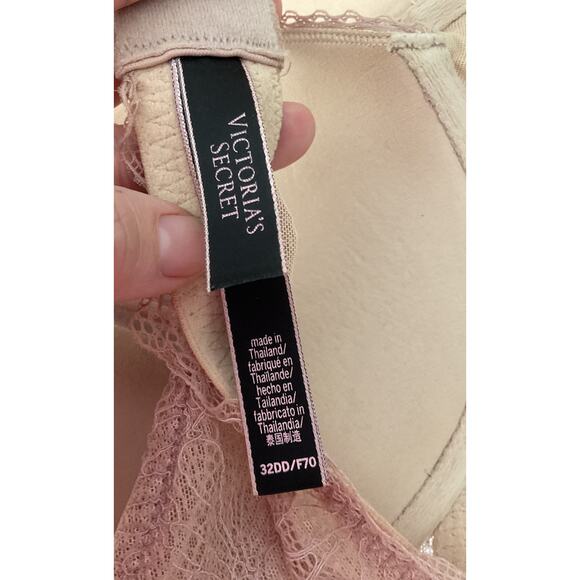 VICTORIA'S
SECRET
made in
Thailand/
fabriqué en
Thaïlande/
hecho en
Tailandia/
fabbricato in
Thailandia/
泰国制造
32DD/F70